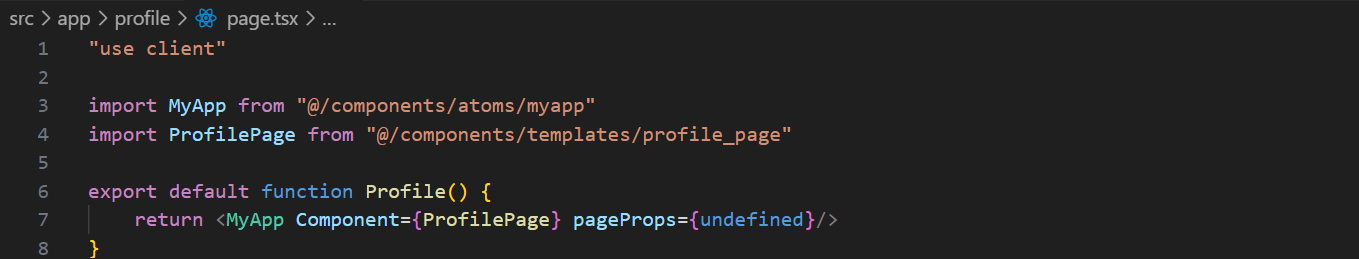 src > app > profile > page.tsx > ...
1 "use client"
2
3 import MyApp from "@/components/atoms/myapp"
4 import ProfilePage from "@/components/templates/profile_page"
5
6 export default function Profile() {
7     return <MyApp Component={ProfilePage} pageProps={undefined}/>
8 }